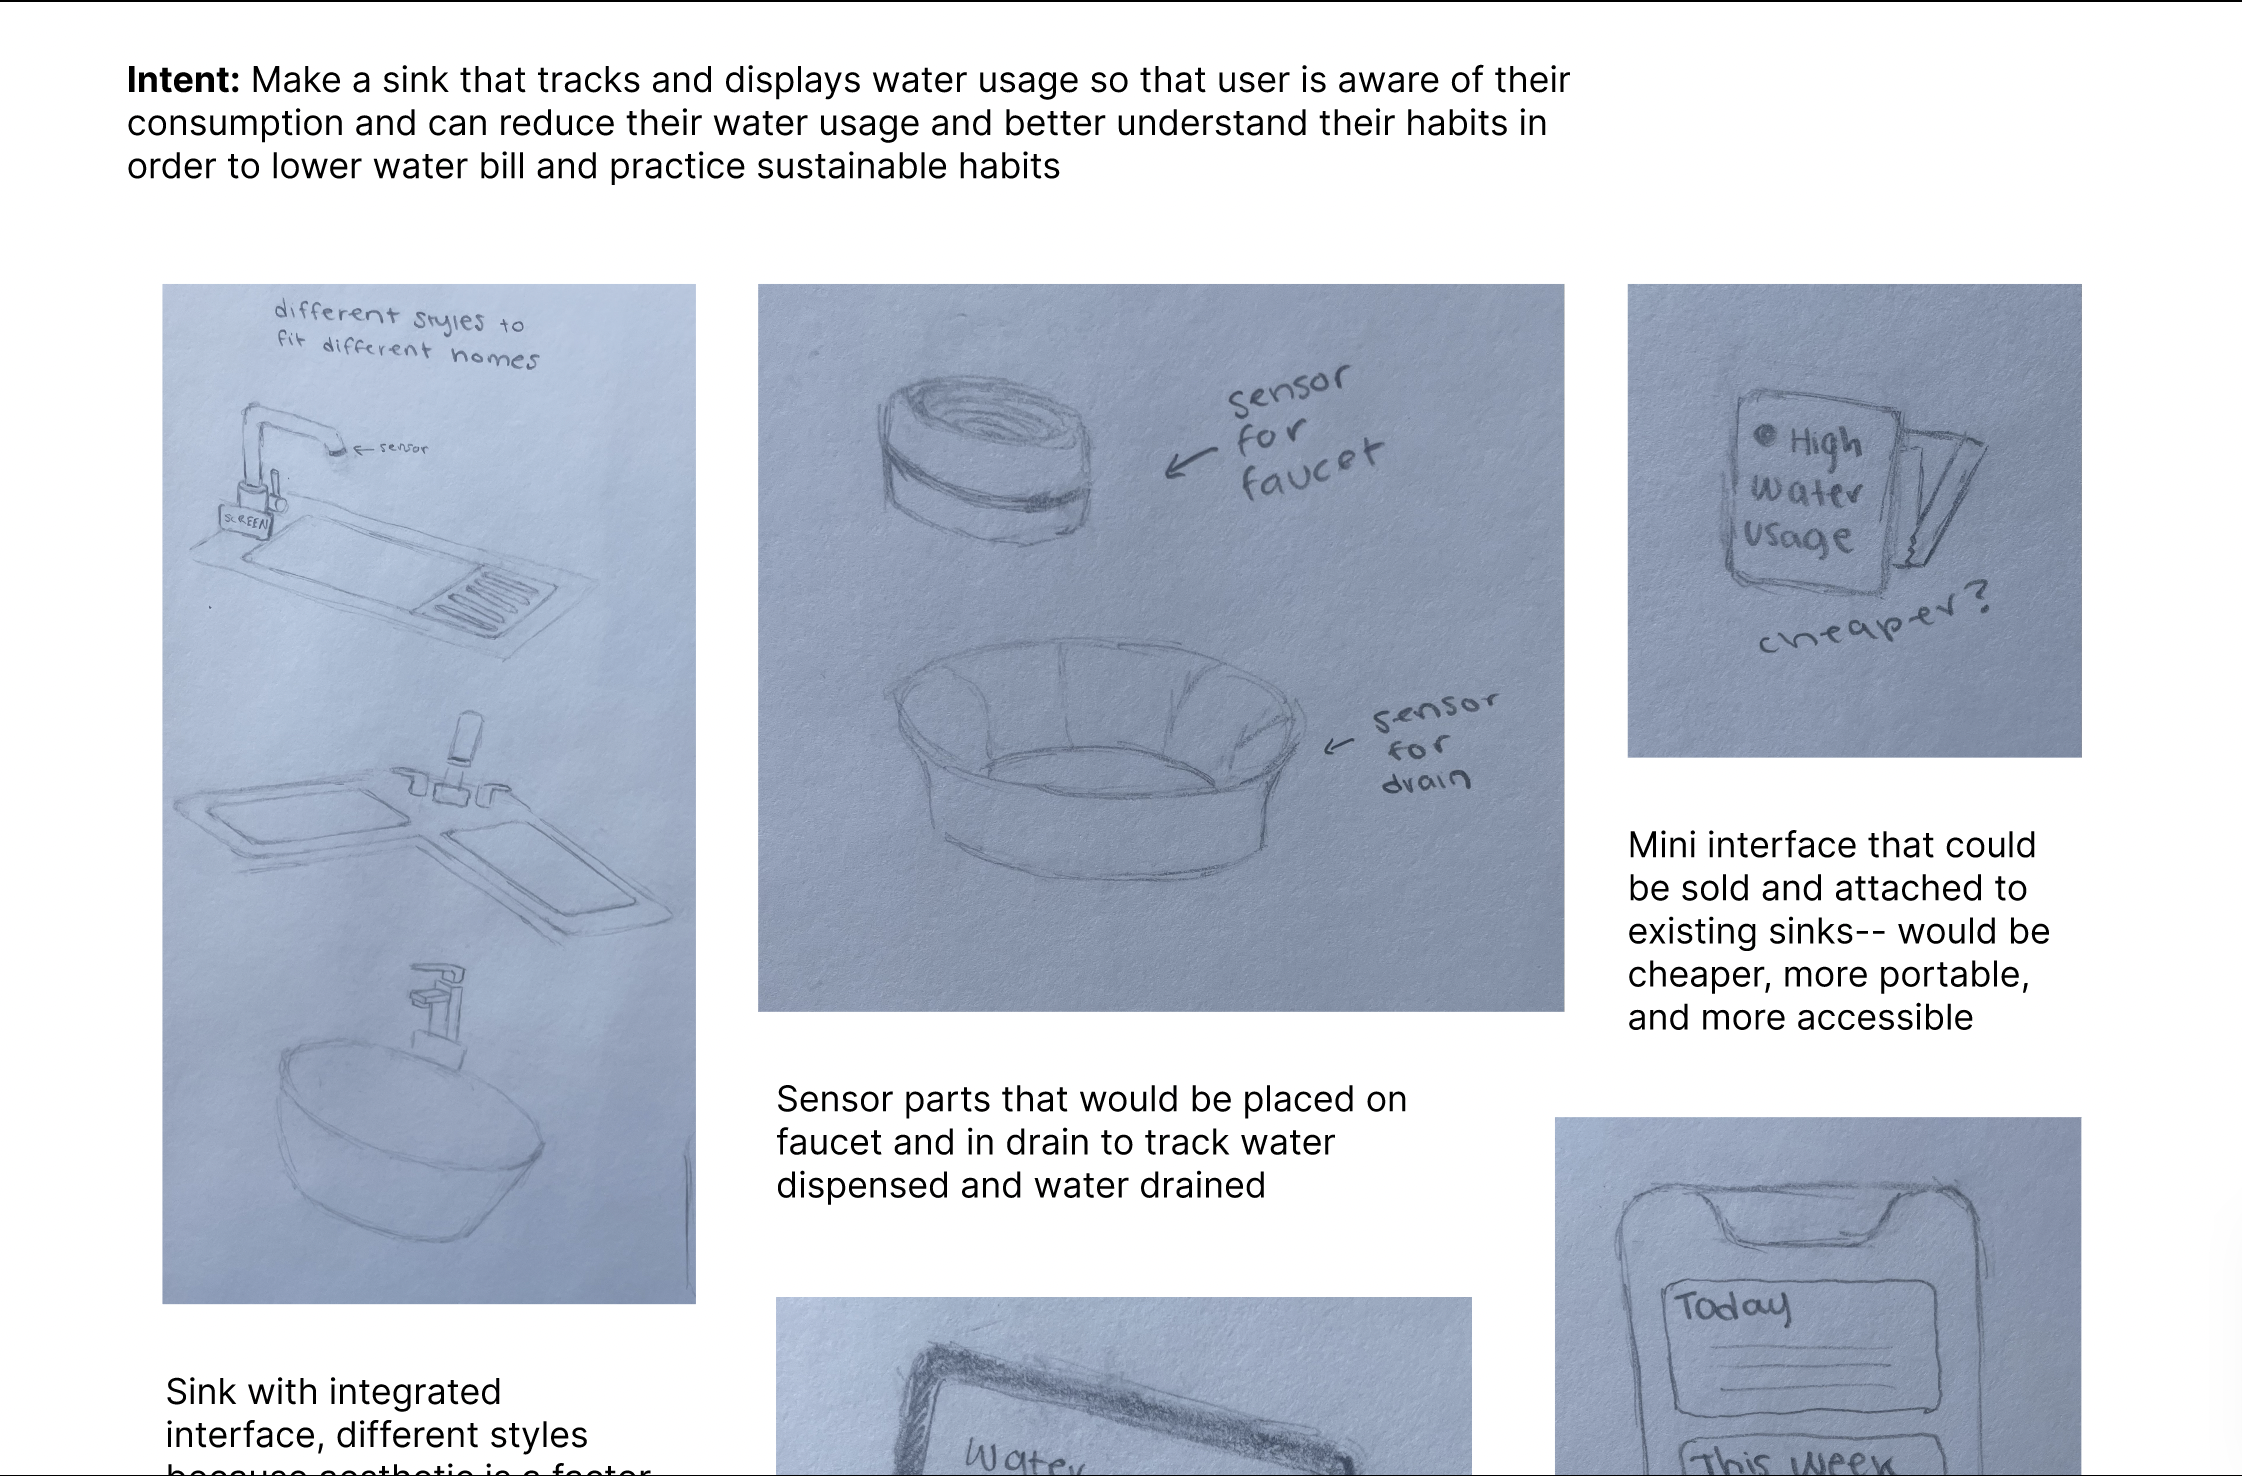 Intent: Make a sink that tracks and displays water usage so that user is aware of their
consumption and can reduce their water usage and better understand their habits in
order to lower water bill and practice sustainable habits
different styles to
fit different homes
sensor
SCREEN
Sink with integrated
interface, different styles
because aesthetic is a factor
sensor
for
faucet
sensor
for
drain
Sensor parts that would be placed on
faucet and in drain to track water
dispensed and water drained
Water
High
Water
Usage
cheaper?
Mini interface that could
be sold and attached to
existing sinks-- would be
cheaper, more portable,
and more accessible
Today
This Week